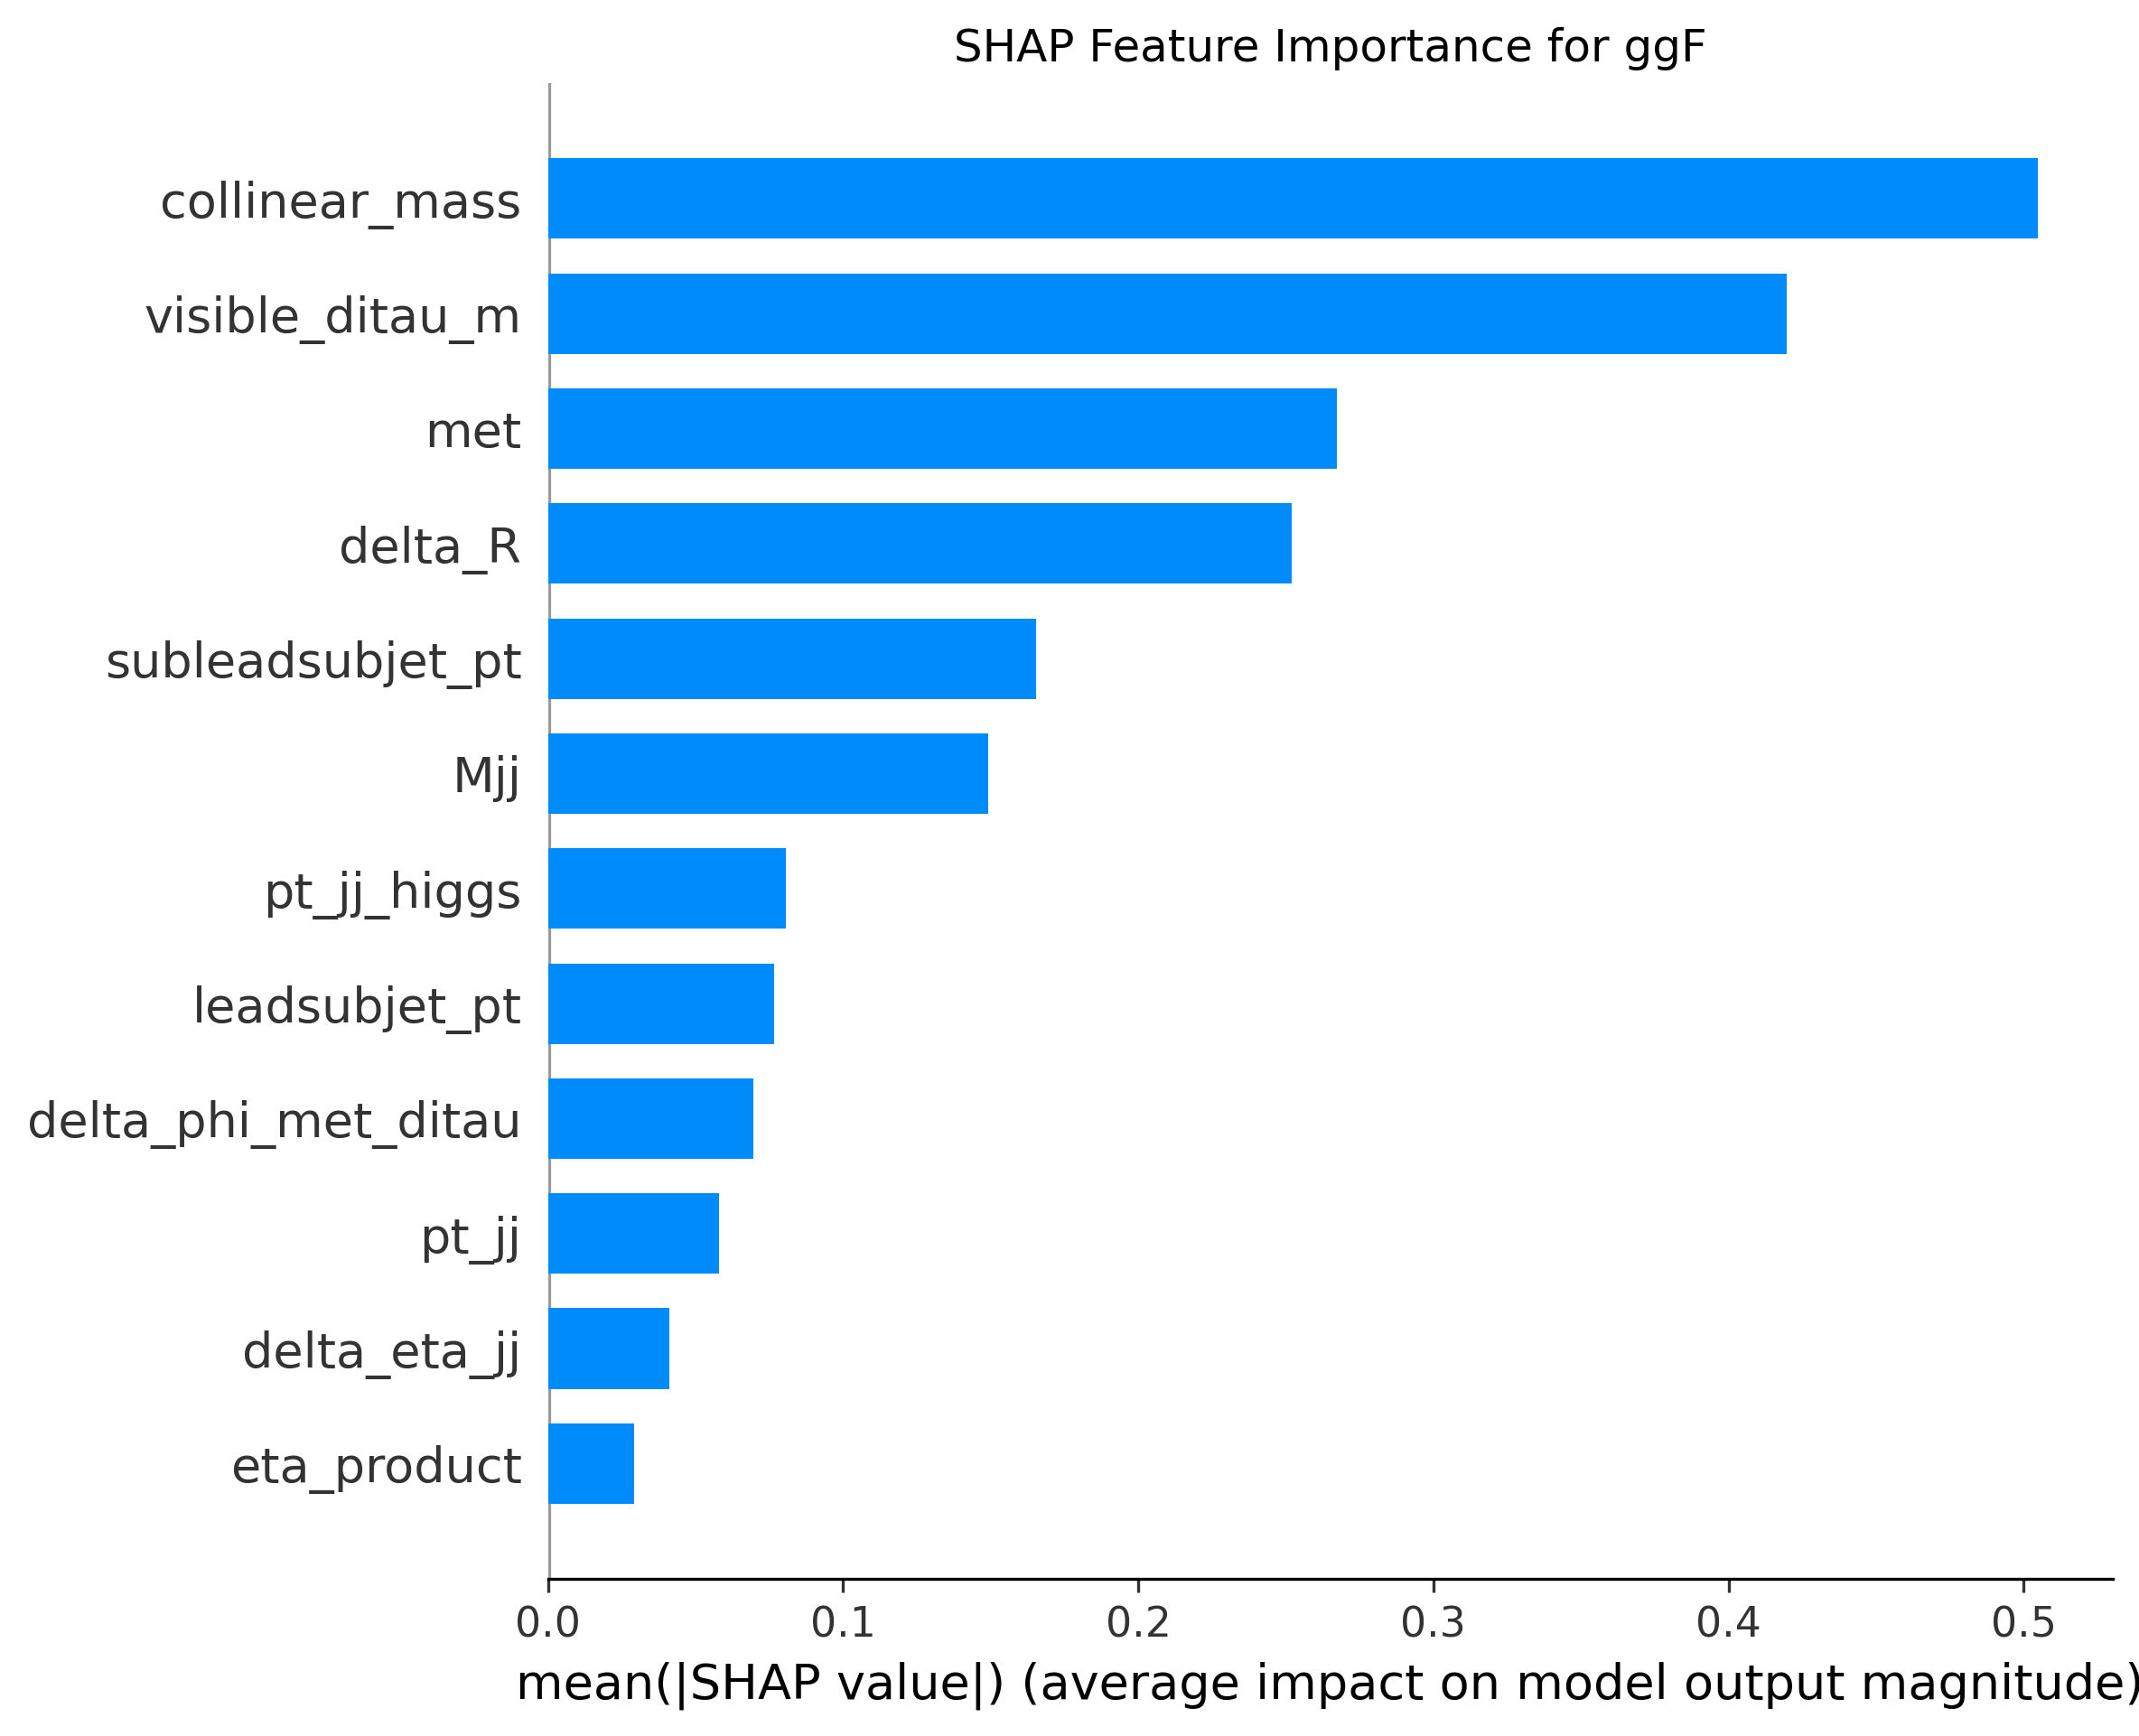 SHAP Feature Importance for ggF
collinear_mass
visible_ditau_m
met
delta_R
subleadsubjet_pt
Mjj
pt_jj_higgs
leadsubjet_pt
delta_phi_met_ditau
pt_jj
delta_eta_jj
eta_product
0.0 0.1 0.2 0.3 0.4 0.5
mean(|SHAP value|) (average impact on model output magnitude)